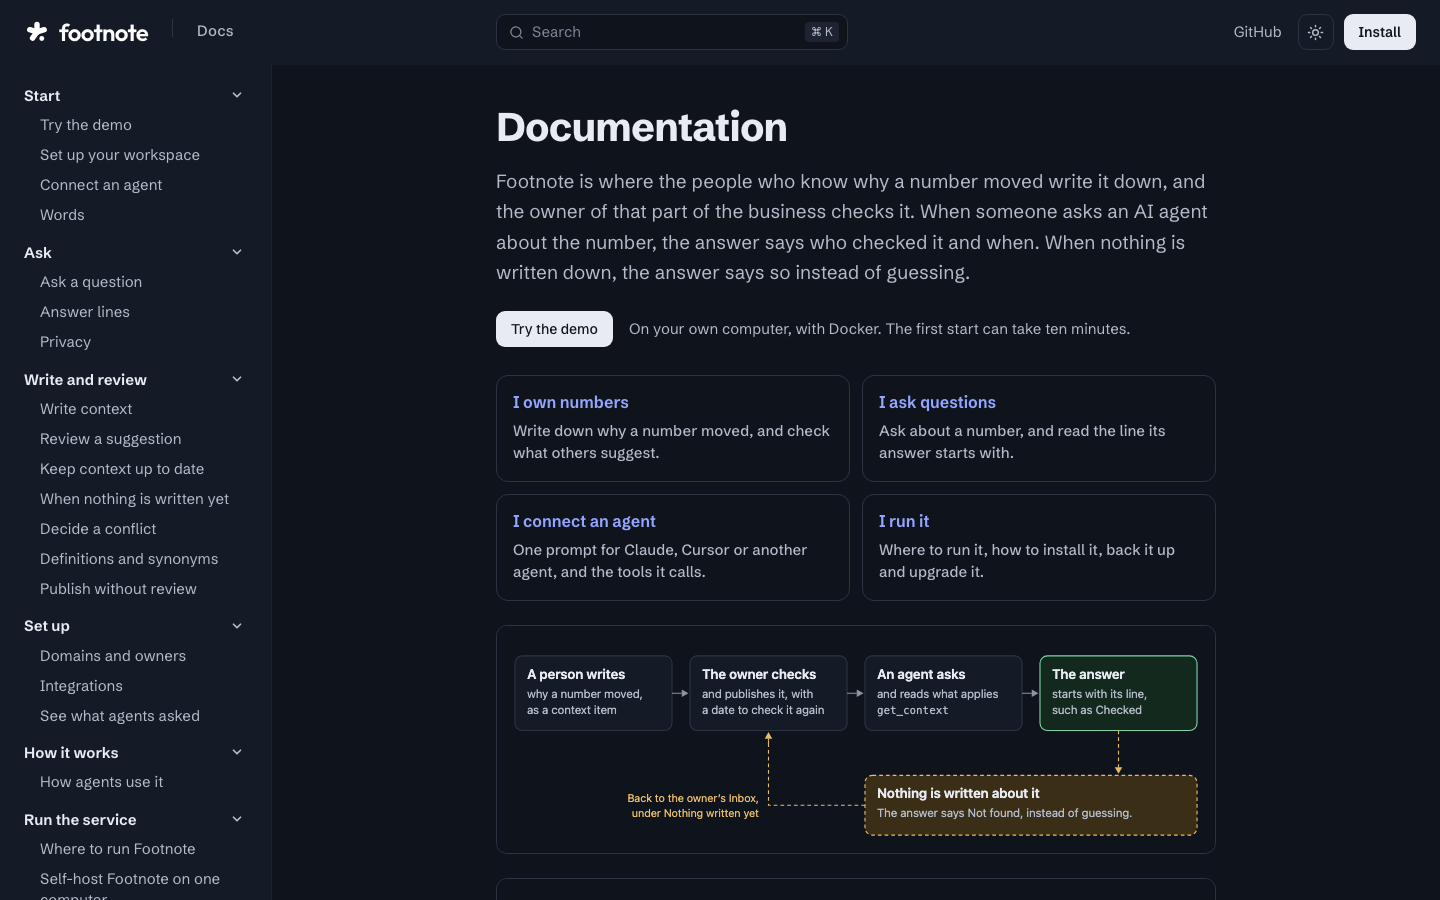 footnote
Docs
Search
⌘ K
GitHub
Install
Start
Try the demo
Set up your workspace
Connect an agent
Words
Ask
Ask a question
Answer lines
Privacy
Write and review
Write context
Review a suggestion
Keep context up to date
When nothing is written yet
Decide a conflict
Definitions and synonyms
Publish without review
Set up
Domains and owners
Integrations
See what agents asked
How it works
How agents use it
Run the service
Where to run Footnote
Self-host Footnote on one
computer
Documentation
Footnote is where the people who know why a number moved write it down, and
the owner of that part of the business checks it. When someone asks an AI agent
about the number, the answer says who checked it and when. When nothing is
written down, the answer says so instead of guessing.
Try the demo
On your own computer, with Docker. The first start can take ten minutes.
I own numbers
Write down why a number moved, and check
what others suggest.
I ask questions
Ask about a number, and read the line its
answer starts with.
I connect an agent
One prompt for Claude, Cursor or another
agent, and the tools it calls.
I run it
Where to run it, how to install it, back it up
and upgrade it.
A person writes
why a number moved,
as a context item
The owner checks
and publishes it, with
a date to check it again
An agent asks
and reads what applies
get_context
The answer
starts with its line,
such as Checked
Back to the owner's Inbox,
under Nothing written yet
Nothing is written about it
The answer says Not found, instead of guessing.